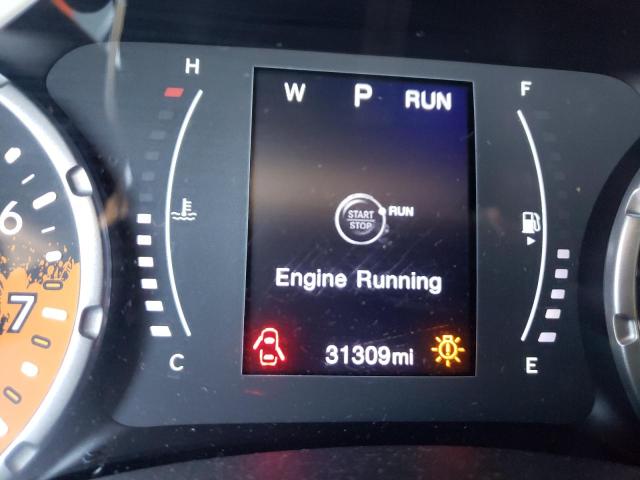 H
W P RUN
F
6
START
STOP
RUN
7
Engine Running
31309mi
C
E